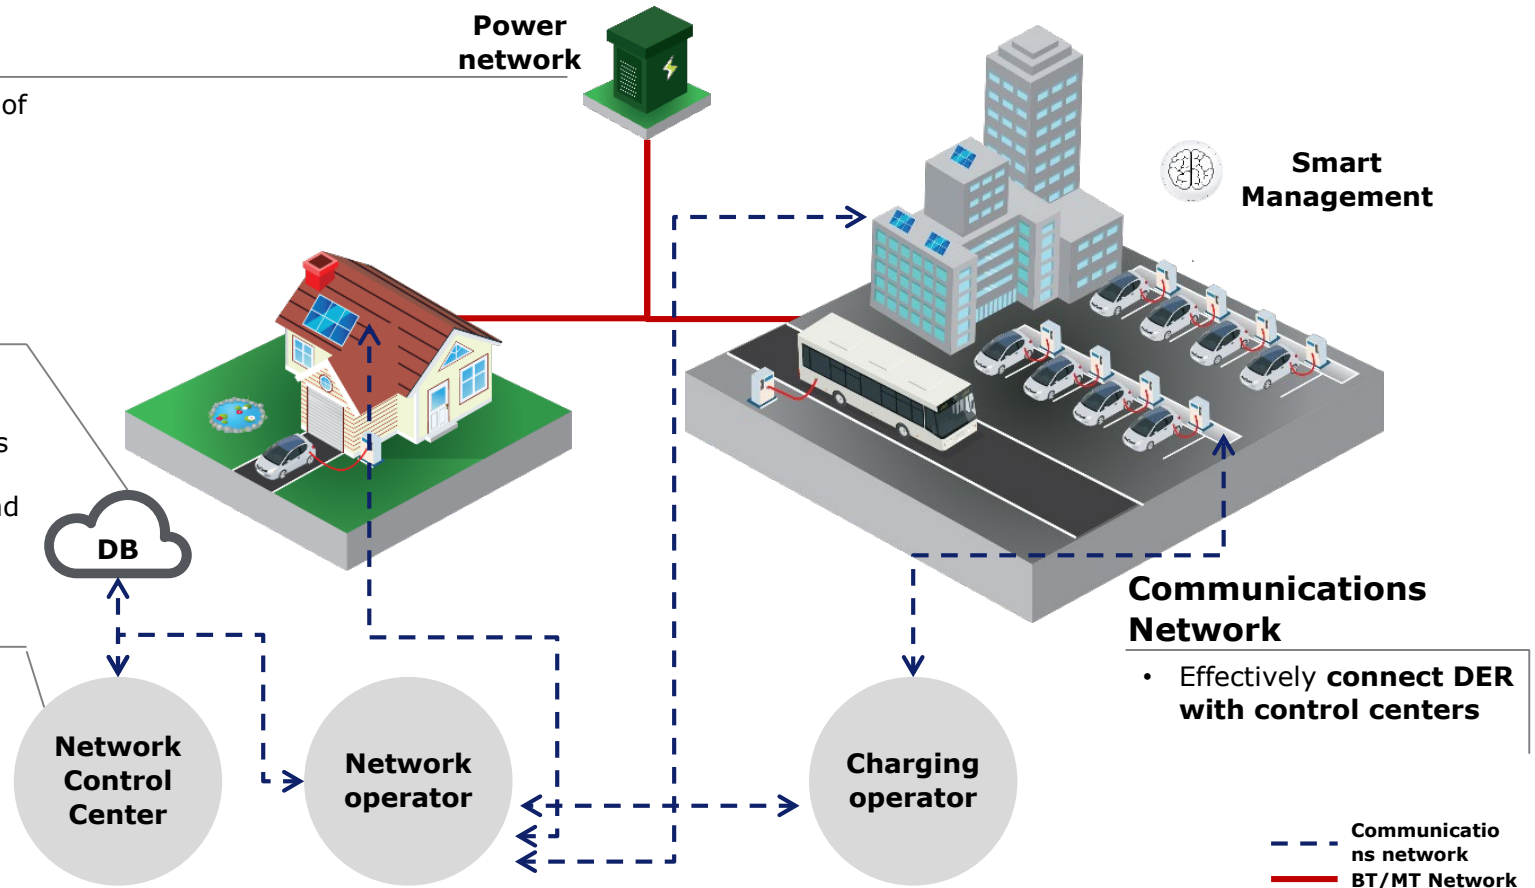 Power
network
of
Smart
Management
s
nd
DB
Communications
Network
• Effectively connect DER
with control centers
Network
Control
Center
Network
operator
Charging
operator
Communicatio
ns network
BT/MT Network